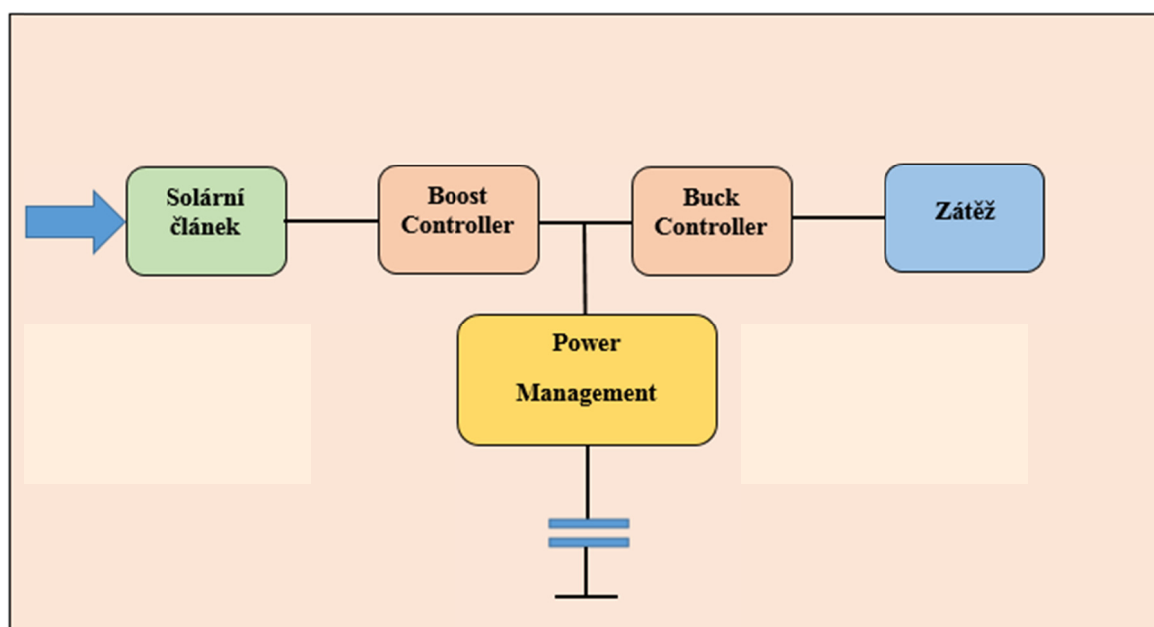 Solární
článek
Boost
Controller
Buck
Controller
Zátěž
Power
Management